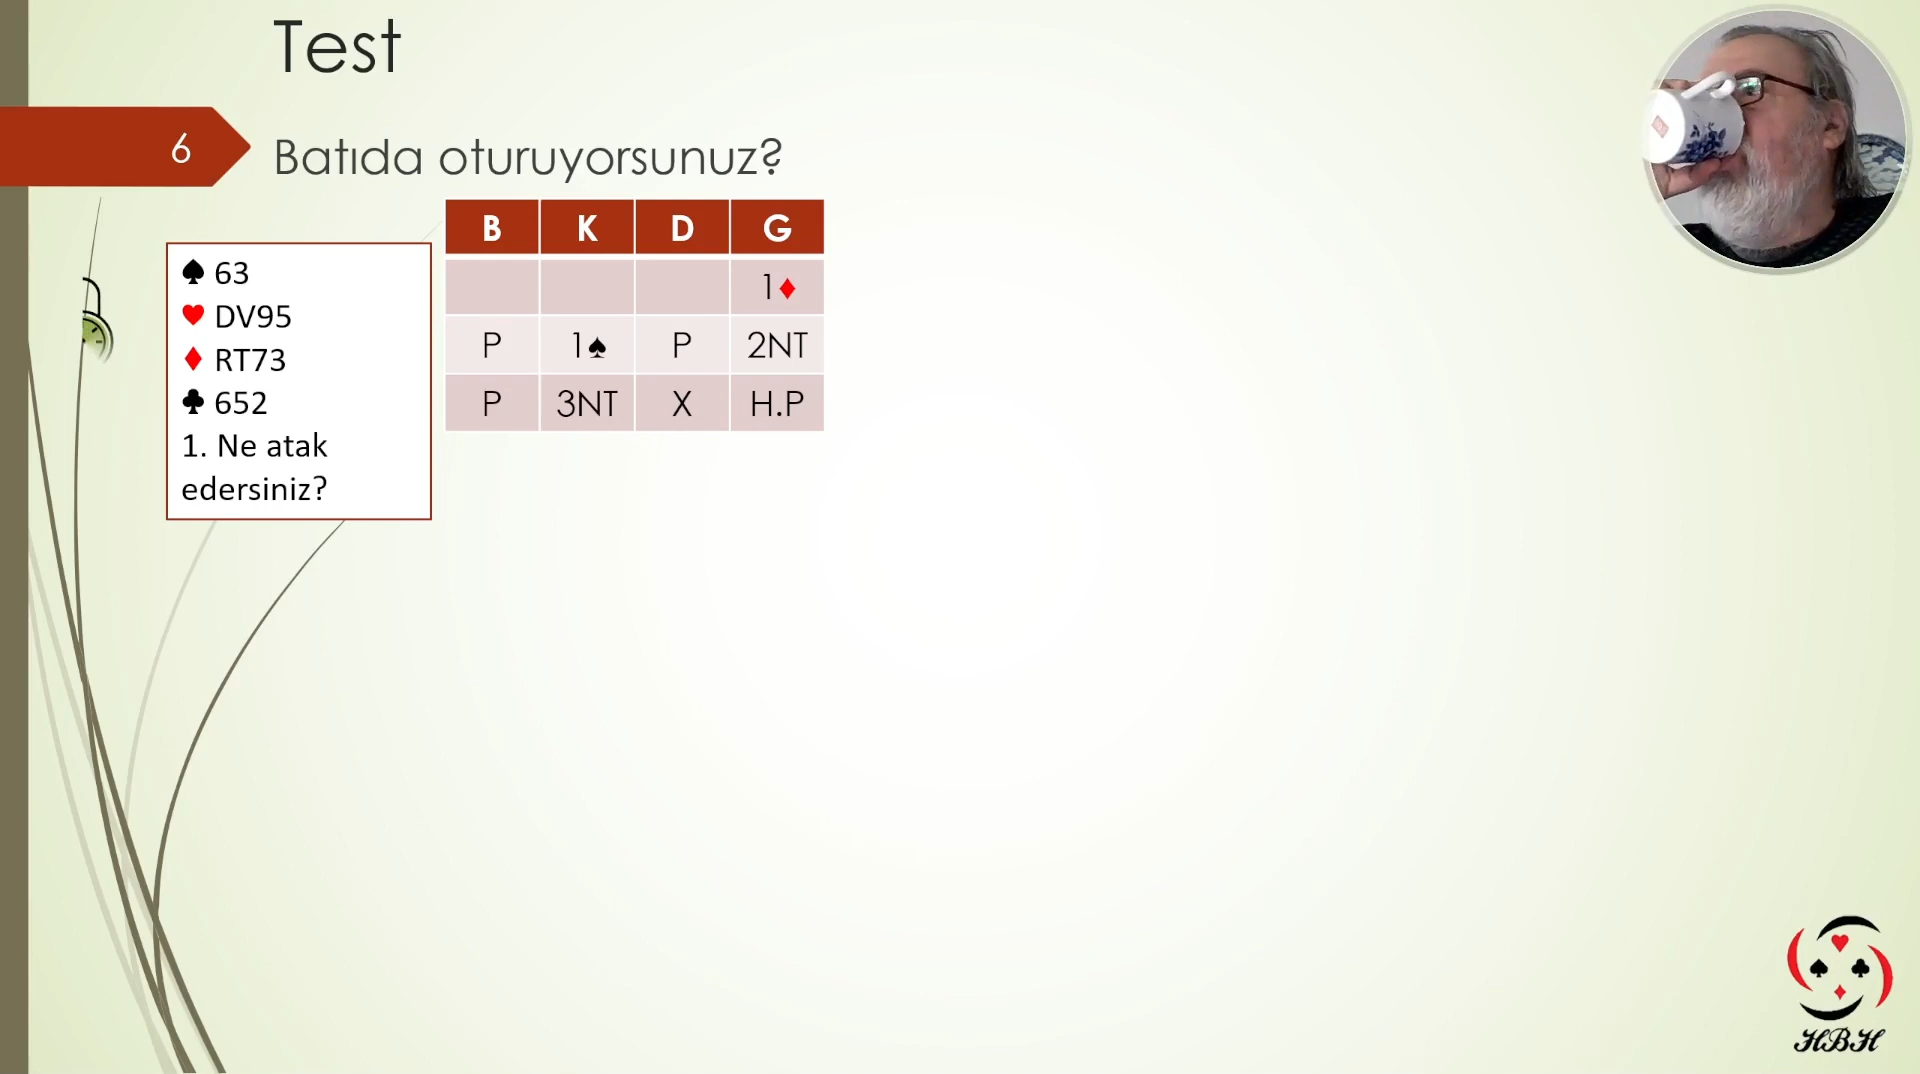 Test
6
Batıda oturuyorsunuz?
♠ 63
♥ DV95
♦ RT73
♣ 652
1. Ne atak
edersiniz?
B K D G
1♦
P 1♠ P 2NT
P 3NT X H.P
HBH